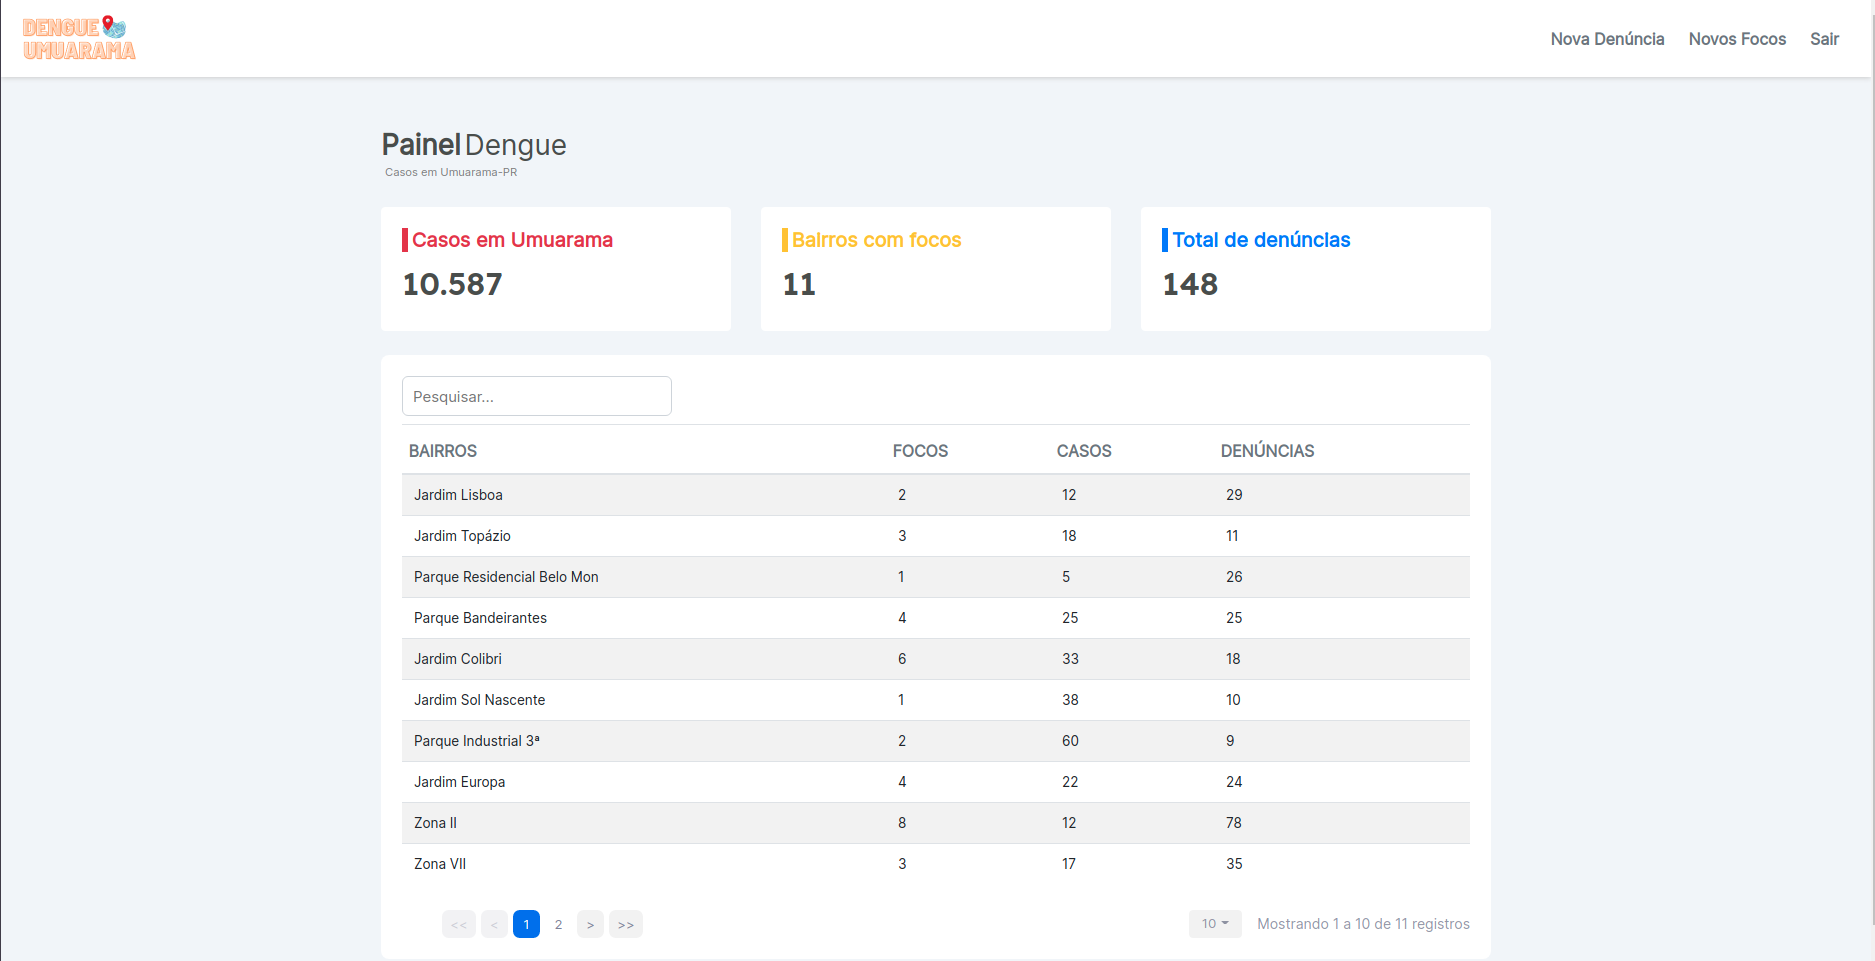 DENGUE
UMUARAMA
Nova Denúncia Novos Focos Sair
Painel Dengue
Casos em Umuarama-PR
Casos em Umuarama
10.587
Bairros com focos
11
Total de denúncias
148
Pesquisar...
BAIRROS FOCOS CASOS DENÚNCIAS
Jardim Lisboa 2 12 29
Jardim Topázio 3 18 11
Parque Residencial Belo Mon 1 5 26
Parque Bandeirantes 4 25 25
Jardim Colibri 6 33 18
Jardim Sol Nascente 1 38 10
Parque Industrial 3ª 2 60 9
Jardim Europa 4 22 24
Zona II 8 12 78
Zona VII 3 17 35
<< < 1 2 > >> 10 Mostrando 1 a 10 de 11 registros